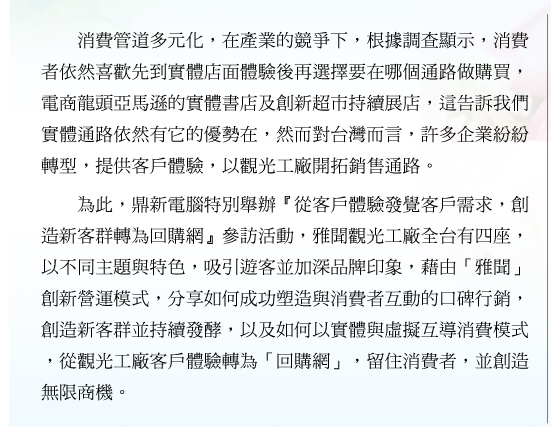 消費管道多元化，在產業的競爭下，根據調查顯示，消費
者依然喜歡先到實體店面體驗後再選擇要在哪個通路做購買，
電商龍頭亞馬遜的實體書店及創新超市持續展店，這告訴我們
實體通路依然有它的優勢在，然而對台灣而言，許多企業紛紛
轉型，提供客戶體驗，以觀光工廠開拓銷售通路。
為此，鼎新電腦特別舉辦『從客戶體驗發覺客戶需求，創
造新客群轉為回購網』參訪活動，雅聞觀光工廠全台有四座，
以不同主題與特色，吸引遊客並加深品牌印象，藉由「雅聞」
創新營運模式，分享如何成功塑造與消費者互動的口碑行銷，
創造新客群並持續發酵，以及如何以實體與虛擬互導消費模式
，從觀光工廠客戶體驗轉為「回購網」，留住消費者，並創造
無限商機。